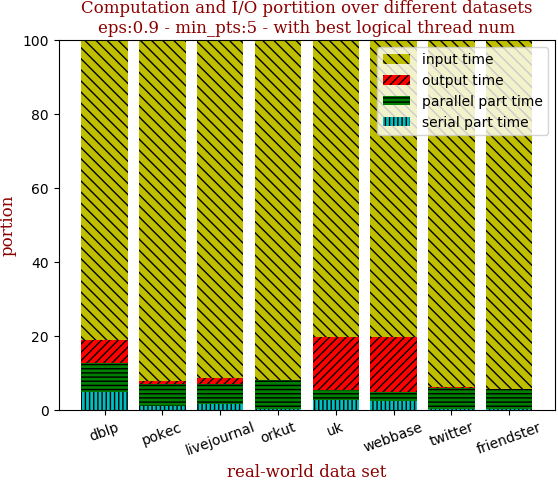 Computation and I/O portition over different datasets
eps:0.9 - min_pts:5 - with best logical thread num
100
80
60
40
20
0
portion
input time
output time
parallel part time
serial part time
dblp
pokec
livejournal
orkut
uk
webbase
twitter
friendster
real-world data set